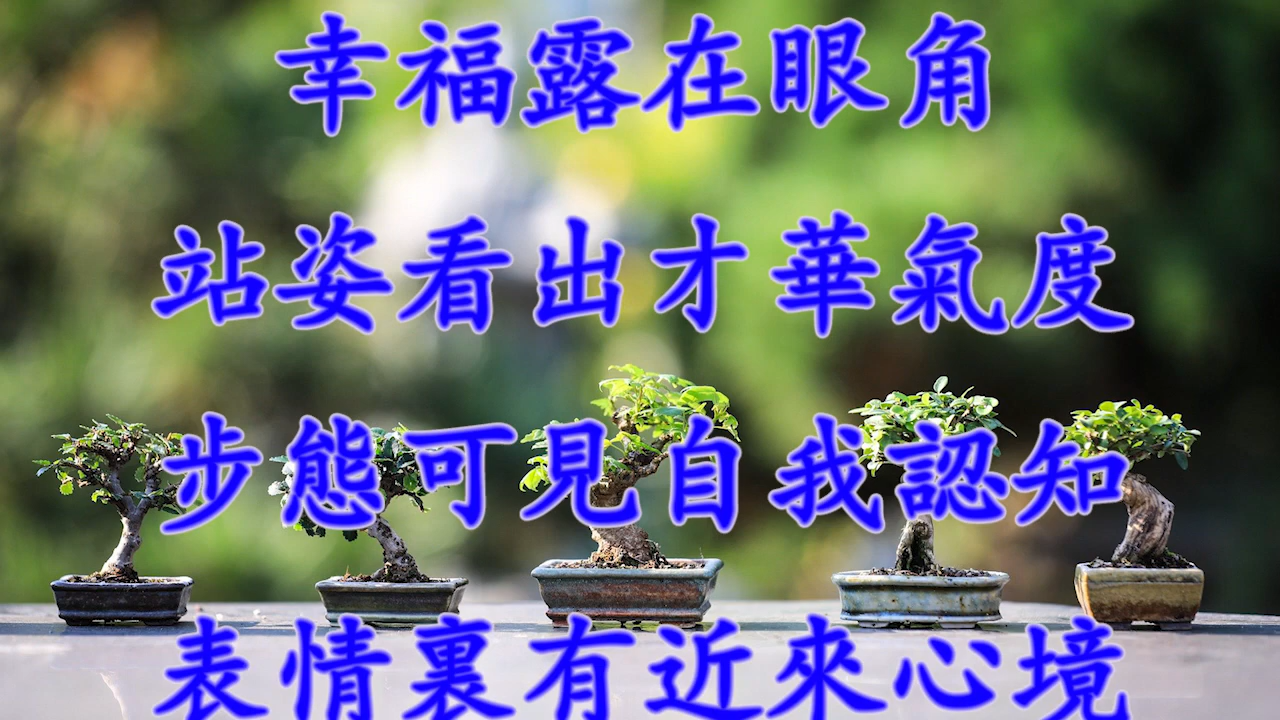 幸福露在眼角
站姿看出才華氣度
步態可見自我認知
表情裏有近來心境